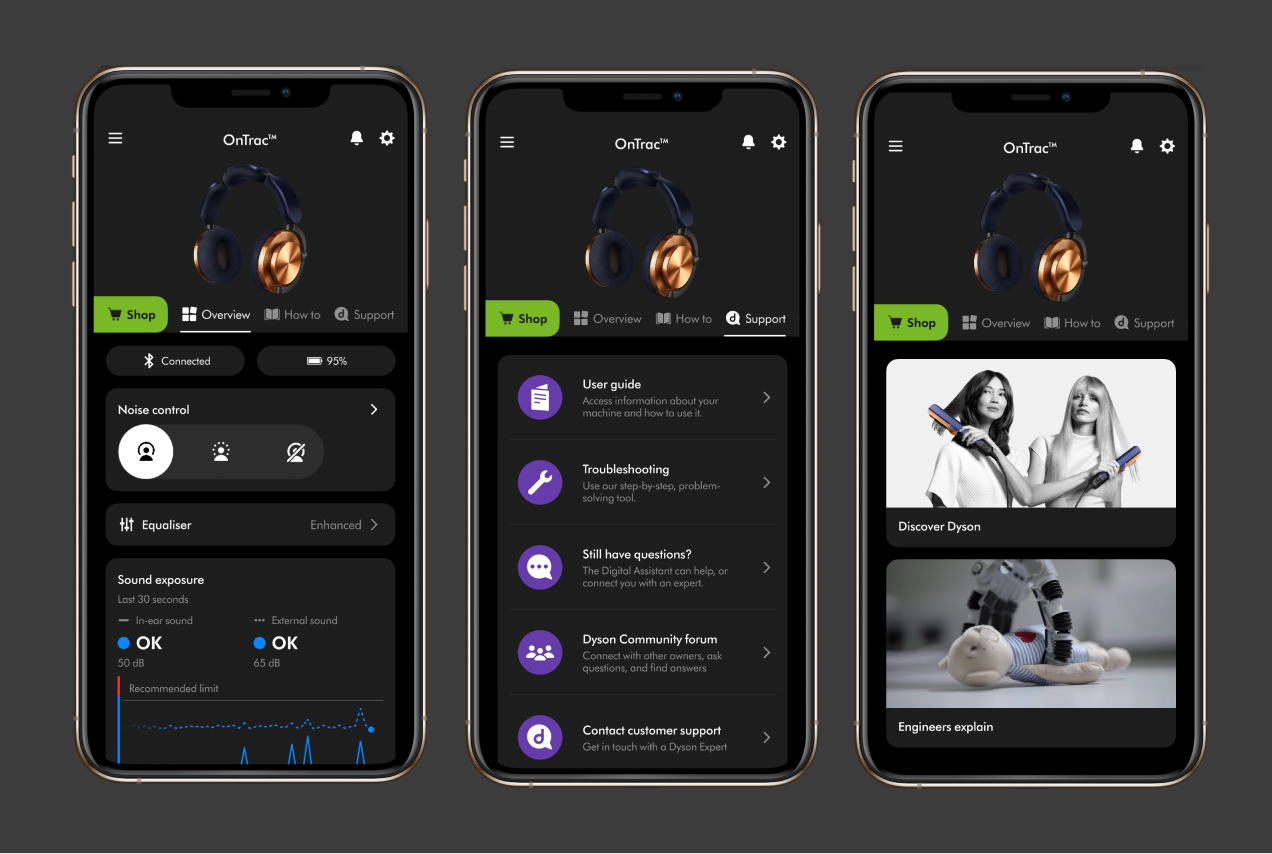 OnTrac™
Shop
Overview
How to
Support
Connected
95%
Noise control
Equaliser
Enhanced
Sound exposure
Last 30 seconds
In-ear sound
External sound
OK
OK
50 dB
65 dB
Recommended limit
OnTrac™
Shop
Overview
How to
Support
User guide
Access information about your
machine and how to use it.
Troubleshooting
Use our step-by-step, problem-
solving tool.
Still have questions?
The Digital Assistant can help, or
connect you with an expert.
Dyson Community forum
Connect with other owners, ask
questions, and find answers
Contact customer support
Get in touch with a Dyson Expert
OnTrac™
Shop
Overview
How to
Support
Discover Dyson
Engineers explain